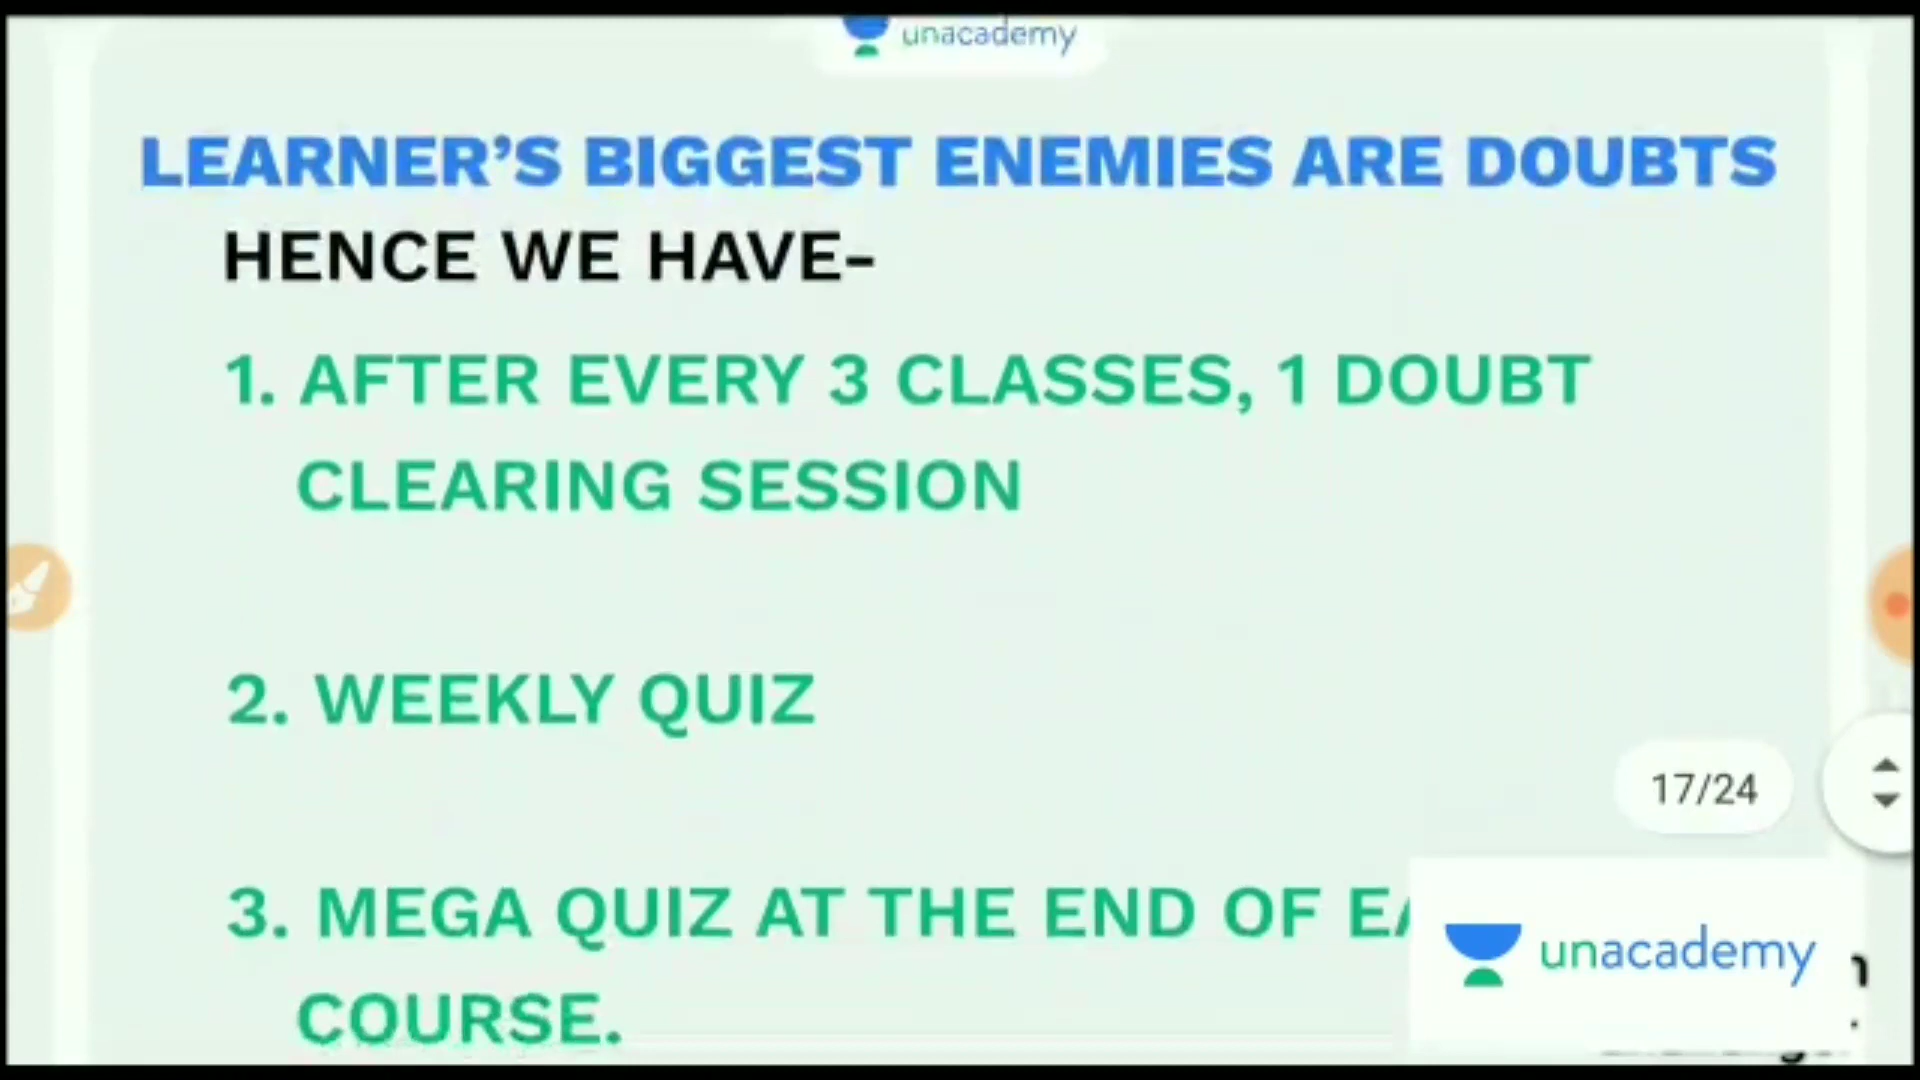 unacademy
LEARNER'S BIGGEST ENEMIES ARE DOUBTS
HENCE WE HAVE-
1. AFTER EVERY 3 CLASSES, 1 DOUBT
CLEARING SESSION
2. WEEKLY QUIZ
17/24
3. MEGA QUIZ AT THE END OF
COURSE.
unacademy